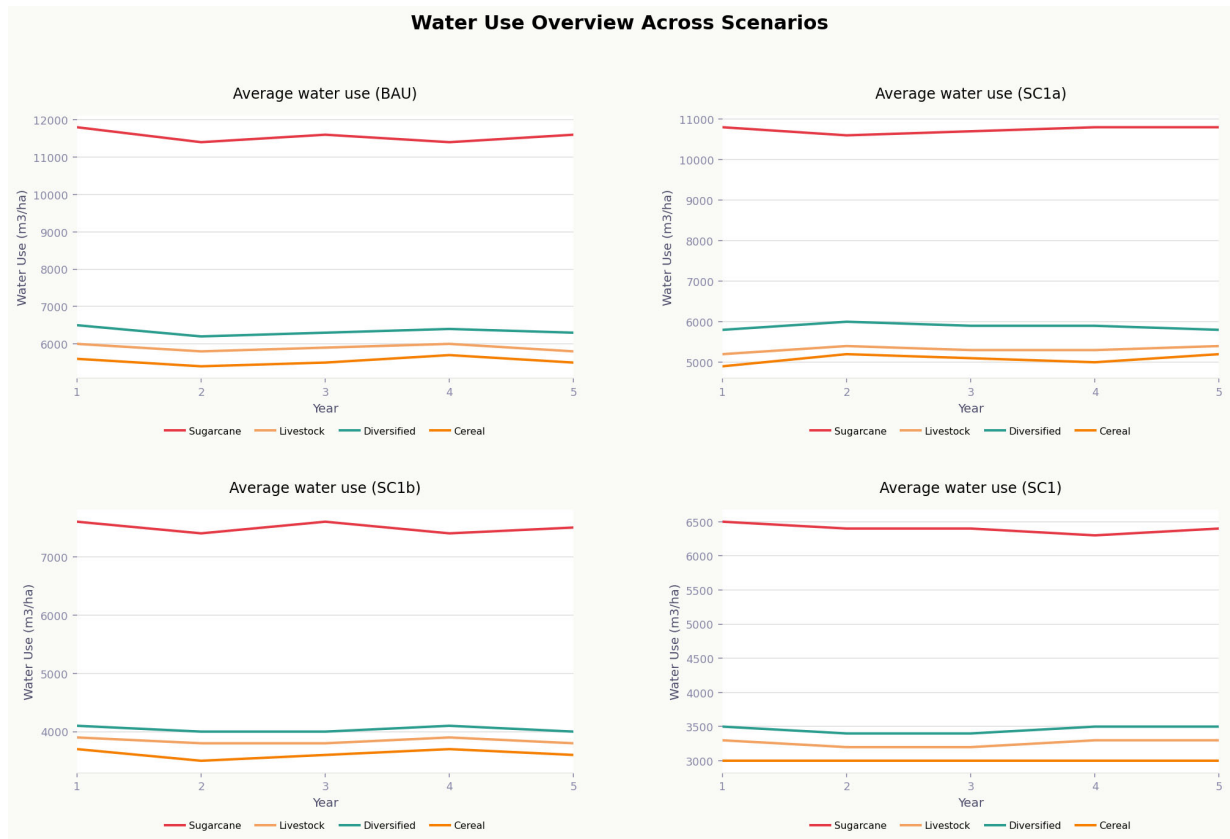 Water Use Overview Across Scenarios
Average water use (BAU)
Water Use (m3/ha)
12000
11000
10000
9000
8000
7000
6000
1 2 3 4 5
Year
Sugarcane Livestock Diversified Cereal
Average water use (SC1a)
Water Use (m3/ha)
11000
10000
9000
8000
7000
6000
5000
1 2 3 4 5
Year
Sugarcane Livestock Diversified Cereal
Average water use (SC1b)
Water Use (m3/ha)
7000
6000
5000
4000
1 2 3 4 5
Year
Sugarcane Livestock Diversified Cereal
Average water use (SC1)
Water Use (m3/ha)
6500
6000
5500
5000
4500
4000
3500
3000
1 2 3 4 5
Year
Sugarcane Livestock Diversified Cereal